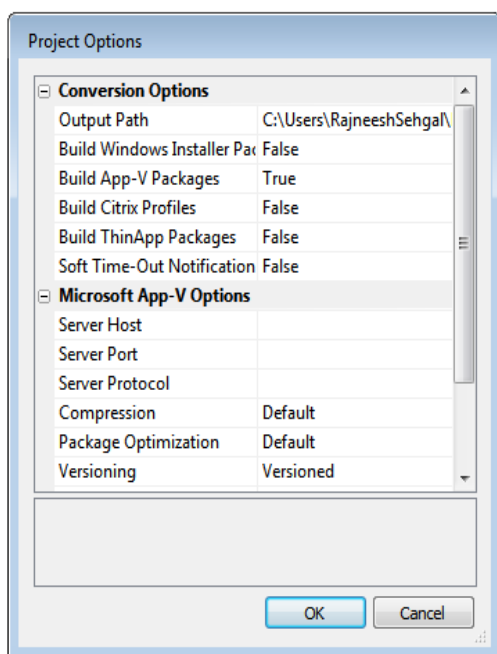 Project Options
Conversion Options
Output Path C:\Users\RajneeshSehgal\
Build Windows Installer Pac False
Build App-V Packages True
Build Citrix Profiles False
Build ThinApp Packages False
Soft Time-Out Notification False
Microsoft App-V Options
Server Host
Server Port
Server Protocol
Compression Default
Package Optimization Default
Versioning Versioned
OK Cancel